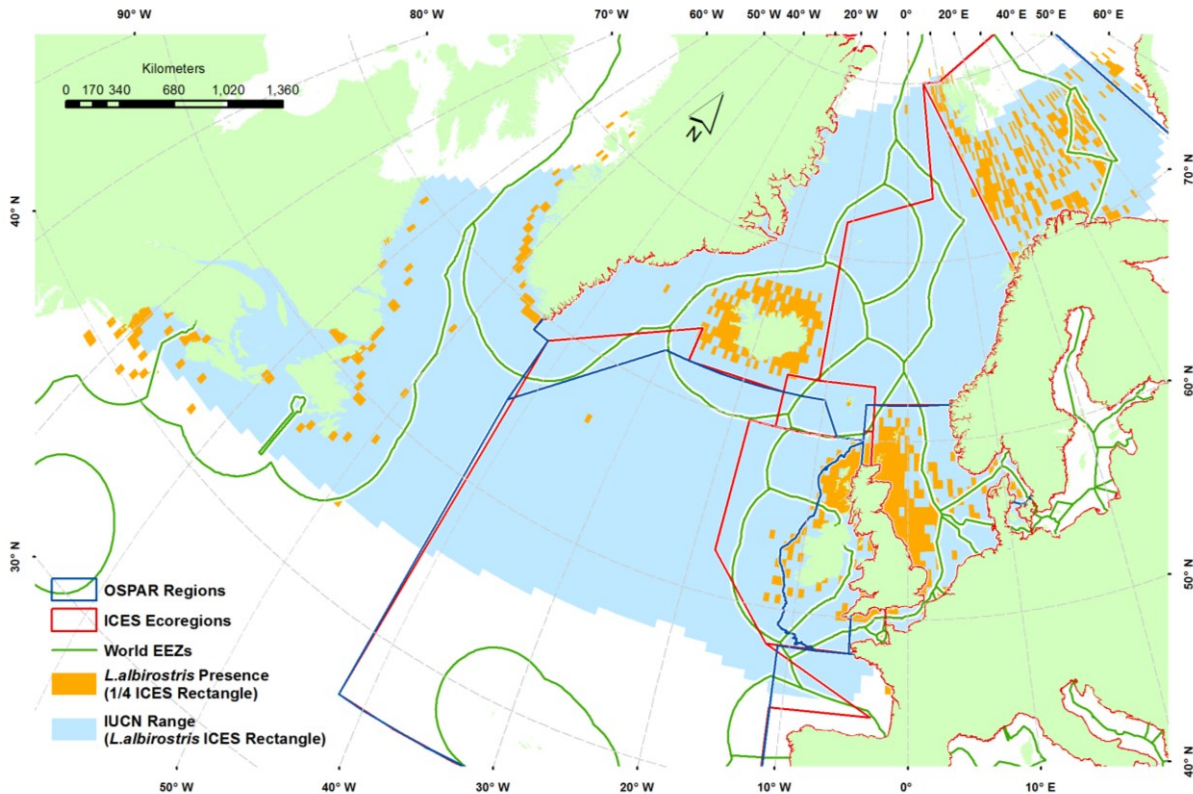 90° W 80° W 70° W 60° W 50° W 40° W 20° W 0° 10° E 20° E 30° E 40° E 50° E 60° E
Kilometers
0 170 340 680 1,020 1,360
N
40° N
70° N
60° N
30° N
50° N
OSPAR Regions
ICES Ecoregions
World EEZs
L.albirostris Presence
(1/4 ICES Rectangle)
IUCN Range
(L.albirostris ICES Rectangle)
40° N
50° W 40° W 30° W 20° W 10° W 0° 10° E